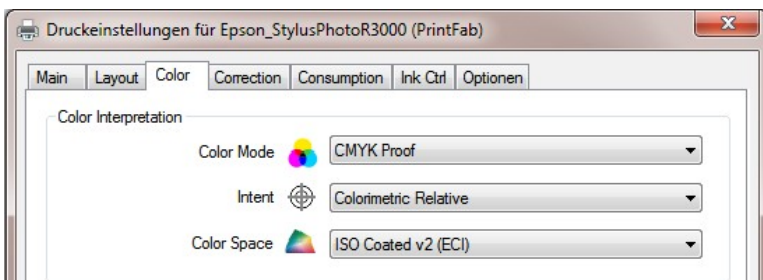 Druckeinstellungen für Epson_StylusPhotoR3000 (PrintFab)
Main Layout Color Correction Consumption Ink Ctrl Optionen
Color Interpretation
Color Mode CMYK Proof
Intent Colorimetric Relative
Color Space ISO Coated v2 (ECI)